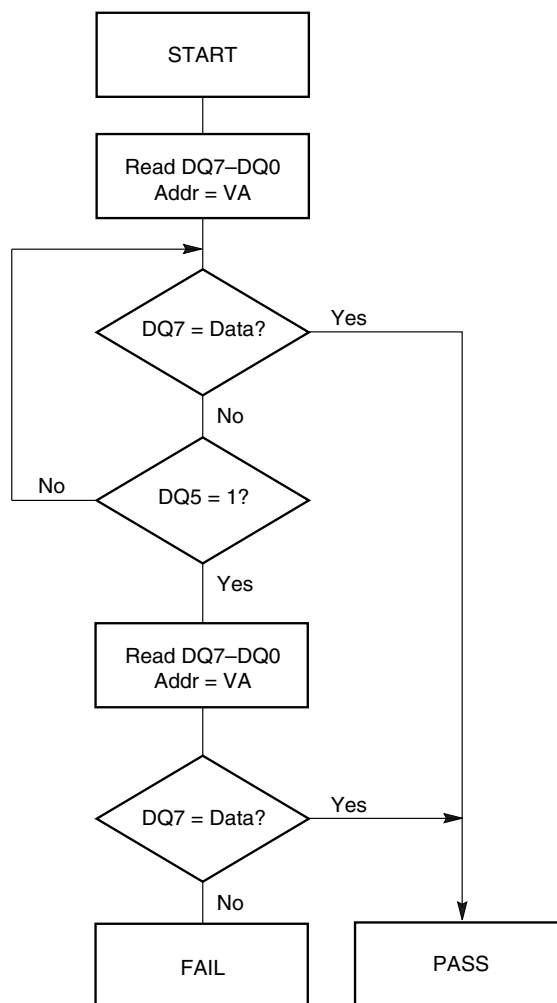 START
Read DQ7–DQ0
Addr = VA
DQ7 = Data?
Yes
No
No
DQ5 = 1?
Yes
Read DQ7–DQ0
Addr = VA
DQ7 = Data?
Yes
No
FAIL
PASS